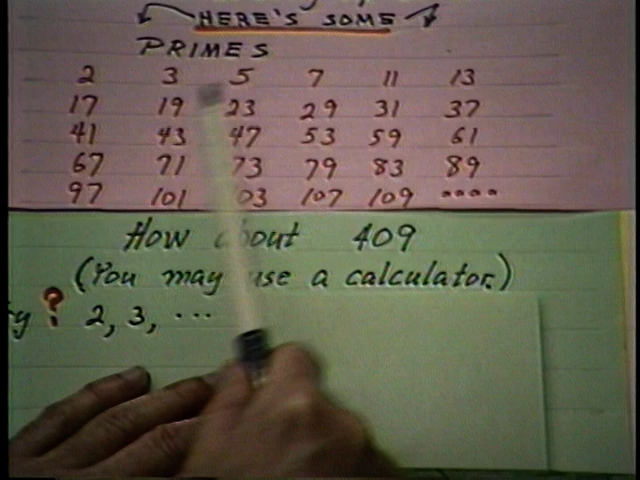 HERE'S SOME
PRIMES
2 3 5 7 11 13
17 19 23 29 31 37
41 43 47 53 59 61
67 71 73 79 83 89
97 101 103 107 109 ....
How about 409
(You may use a calculator.)
? 2, 3, ...